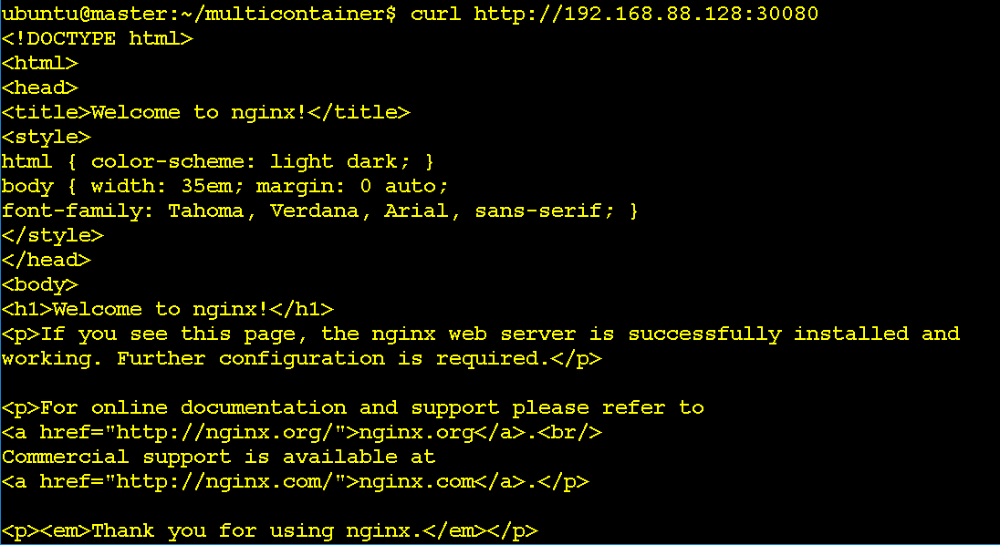 ubuntu@master:~/multicontainer$ curl http://192.168.88.128:30080
<!DOCTYPE html>
<html>
<head>
<title>Welcome to nginx!</title>
<style>
html { color-scheme: light dark; }
body { width: 35em; margin: 0 auto;
font-family: Tahoma, Verdana, Arial, sans-serif; }
</style>
</head>
<body>
<h1>Welcome to nginx!</h1>
<p>If you see this page, the nginx web server is successfully installed and
working. Further configuration is required.</p>

<p>For online documentation and support please refer to
<a href="http://nginx.org/">nginx.org</a>.<br/>
Commercial support is available at
<a href="http://nginx.com/">nginx.com</a>.</p>

<p><em>Thank you for using nginx.</em></p>